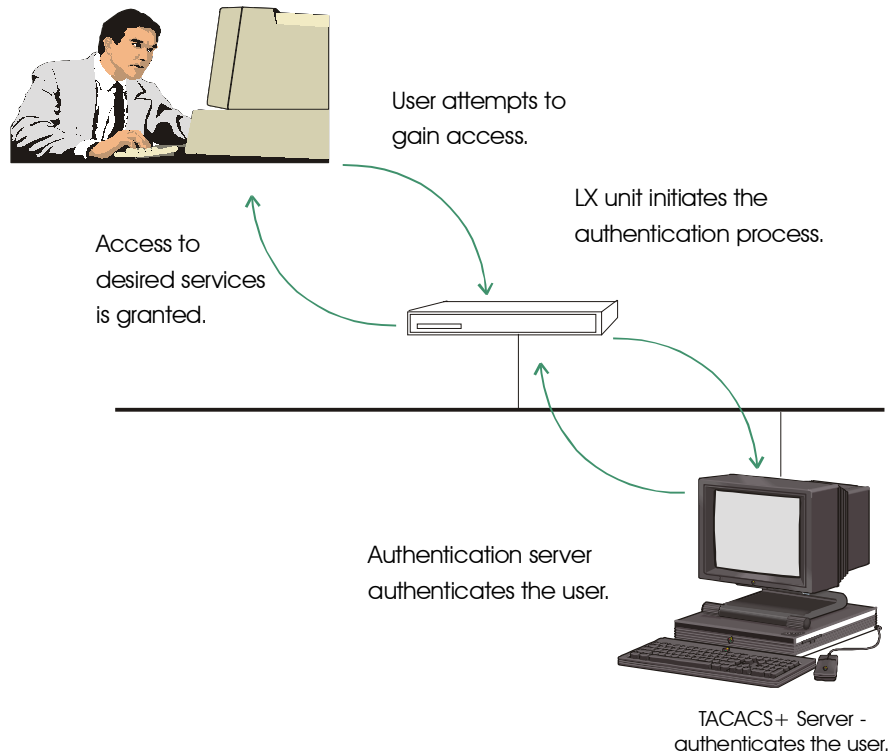 User attempts to
gain access.
LX unit initiates the
authentication process.
Access to
desired services
is granted.
Authentication server
authenticates the user.
TACACS+ Server -
authenticates the user.